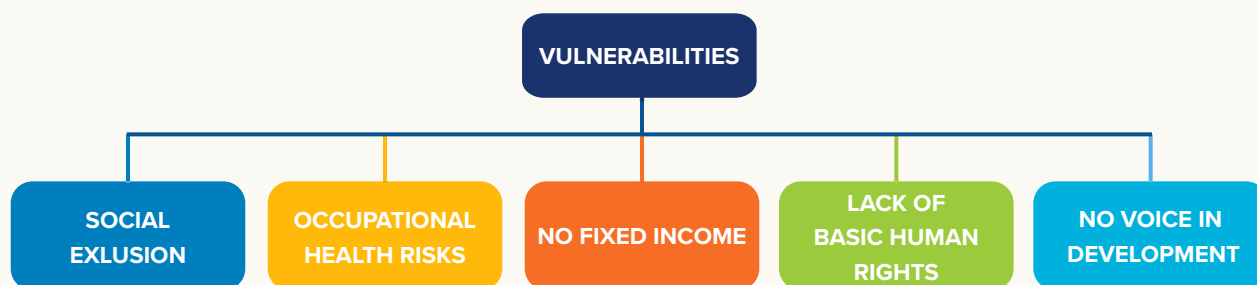 VULNERABILITIES
SOCIAL
EXLUSION
OCCUPATIONAL
HEALTH RISKS
NO FIXED INCOME
LACK OF
BASIC HUMAN
RIGHTS
NO VOICE IN
DEVELOPMENT